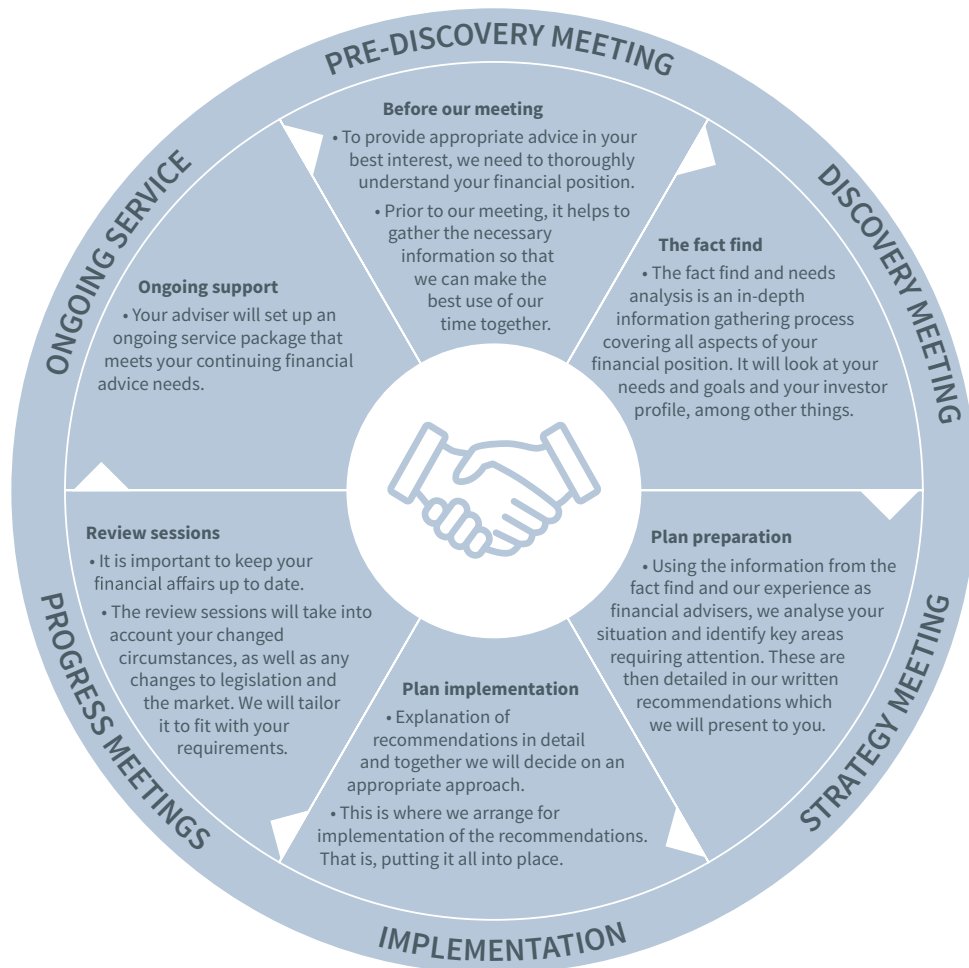 PRE-DISCOVERY MEETING
Before our meeting
• To provide appropriate advice in your
best interest, we need to thoroughly
understand your financial position.
• Prior to our meeting, it helps to
gather the necessary
information so that
we can make the
best use of our
time together.
DISCOVERY MEETING
The fact find
• The fact find and needs
analysis is an in-depth
information gathering process
covering all aspects of your
financial position. It will look at your
needs and goals and your investor
profile, among other things.
STRATEGY MEETING
Plan preparation
• Using the information from the
fact find and our experience as
financial advisers, we analyse your
situation and identify key areas
requiring attention. These are
then detailed in our written
recommendations which
we will present to you.
IMPLEMENTATION
Plan implementation
• Explanation of
recommendations in detail
and together we will decide on an
appropriate approach.
• This is where we arrange for
implementation of the recommendations.
That is, putting it all into place.
PROGRESS MEETINGS
Review sessions
• It is important to keep your
financial affairs up to date.
• The review sessions will take into
account your changed
circumstances, as well as any
changes to legislation and
the market. We will tailor
it to fit with your
requirements.
ONGOING SERVICE
Ongoing support
• Your adviser will set up an
ongoing service package that
meets your continuing financial
advice needs.